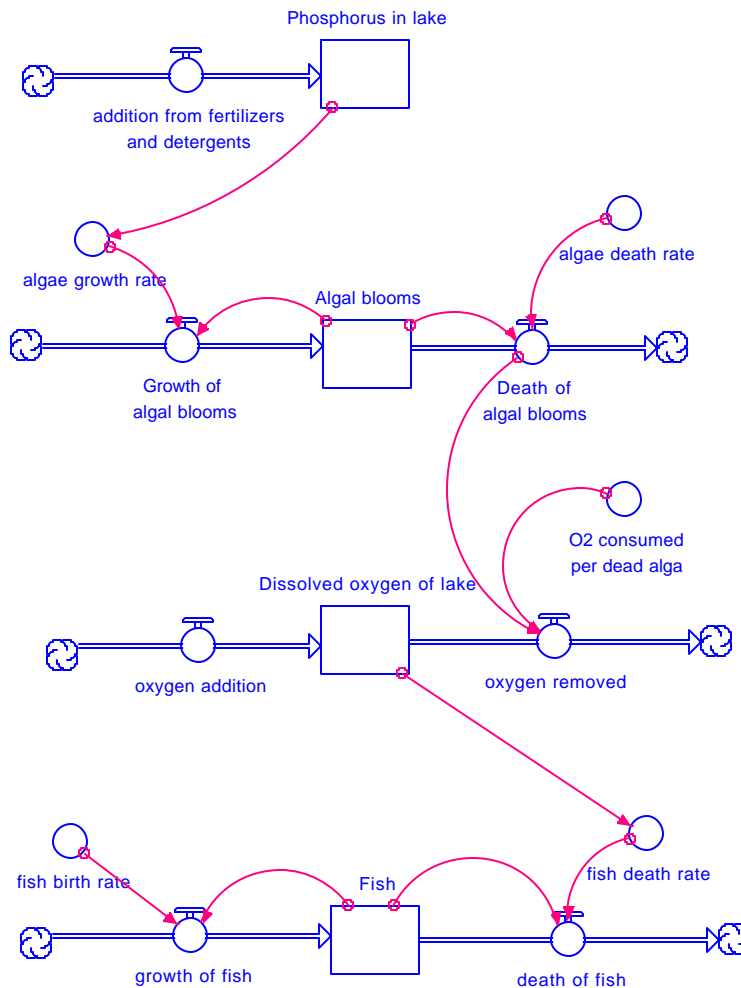 Phosphorus in lake
addition from fertilizers
and detergents
algae growth rate
algae death rate
Algal blooms
Growth of
algal blooms
Death of
algal blooms
O2 consumed
per dead alga
Dissolved oxygen of lake
oxygen addition
oxygen removed
fish birth rate
Fish
fish death rate
growth of fish
death of fish